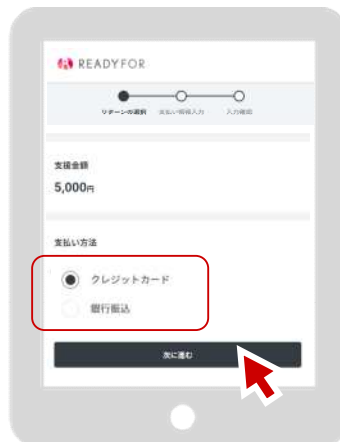 READYFOR
リターンの選択 支払い情報入力 入力確認
支援金額
5,000円
支払い方法
クレジットカード
銀行振込
次に進む